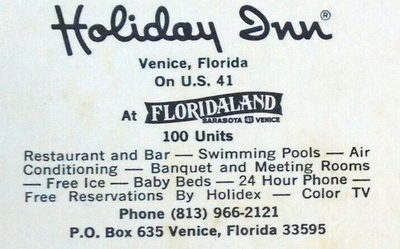 Holiday Inn®
Venice, Florida
On U.S. 41
At FLORIDALAND
SARASOTA 41 VENICE
100 Units
Restaurant and Bar — Swimming Pools — Air
Conditioning — Banquet and Meeting Rooms
— Free Ice — Baby Beds — 24 Hour Phone —
Free Reservations By Holidex — Color TV
Phone (813) 966-2121
P.O. Box 635 Venice, Florida 33595